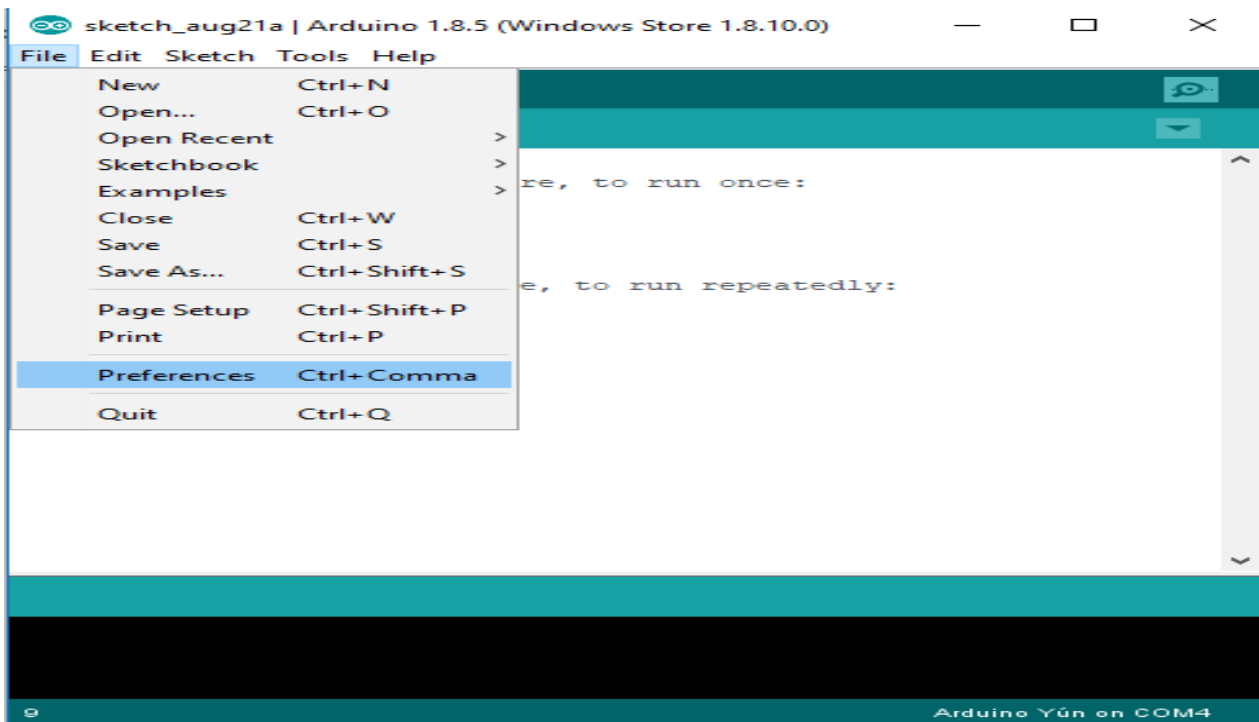 sketch_aug21a | Arduino 1.8.5 (Windows Store 1.8.10.0)
File Edit Sketch Tools Help
New Ctrl+N
Open... Ctrl+O
Open Recent >
Sketchbook >
re, to run once:
Examples >
Close Ctrl+W
Save Ctrl+S
Save As... Ctrl+Shift+S
e, to run repeatedly:
Page Setup Ctrl+Shift+P
Print Ctrl+P
Preferences Ctrl+Comma
Quit Ctrl+Q
9 Arduino Yún on COM4